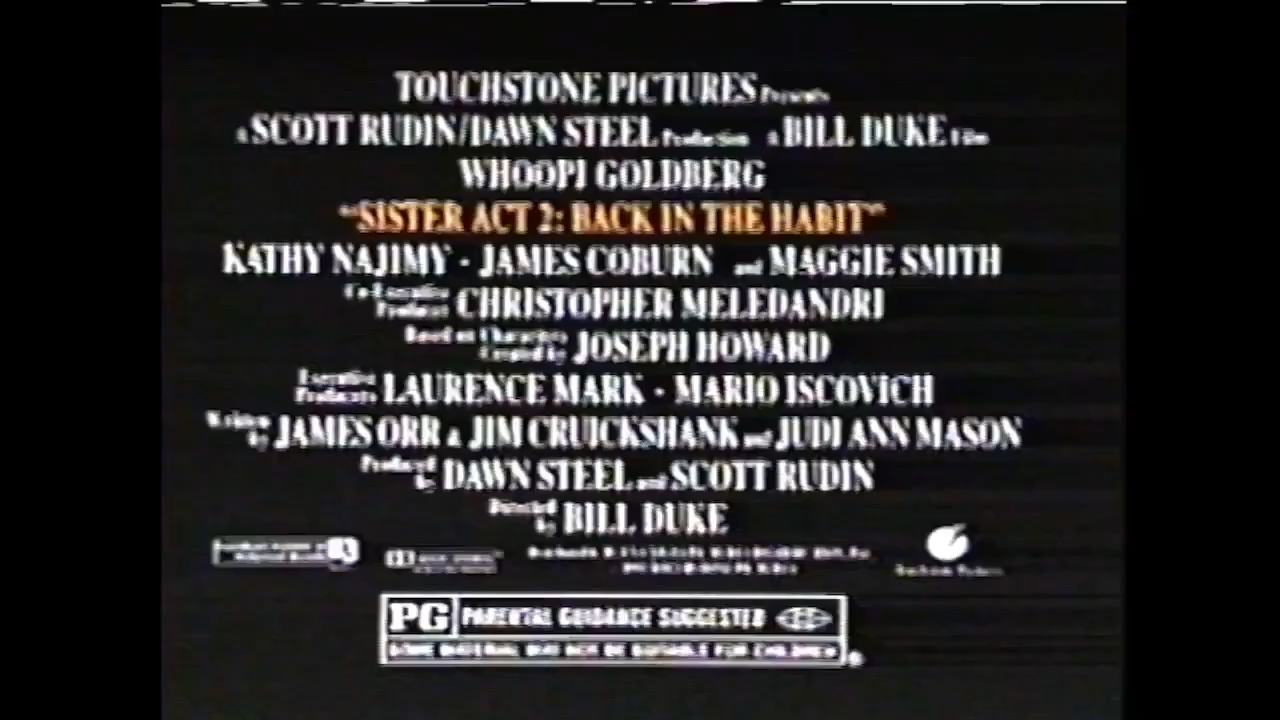 TOUCHSTONE PICTURES Presents
A SCOTT RUDIN/DAWN STEEL Production A BILL DUKE Film
WHOOPI GOLDBERG
"SISTER ACT 2: BACK IN THE HABIT"
KATHY NAJIMY · JAMES COBURN and MAGGIE SMITH
Co-Executive Producer CHRISTOPHER MELEDANDRI
Based on Characters Created by JOSEPH HOWARD
Executive Producers LAURENCE MARK · MARIO ISCOVICH
Written by JAMES ORR & JIM CRUICKSHANK and JUDI ANN MASON
Produced by DAWN STEEL and SCOTT RUDIN
Directed by BILL DUKE
PG PARENTAL GUIDANCE SUGGESTED
SOME MATERIAL MAY NOT BE SUITABLE FOR CHILDREN ®